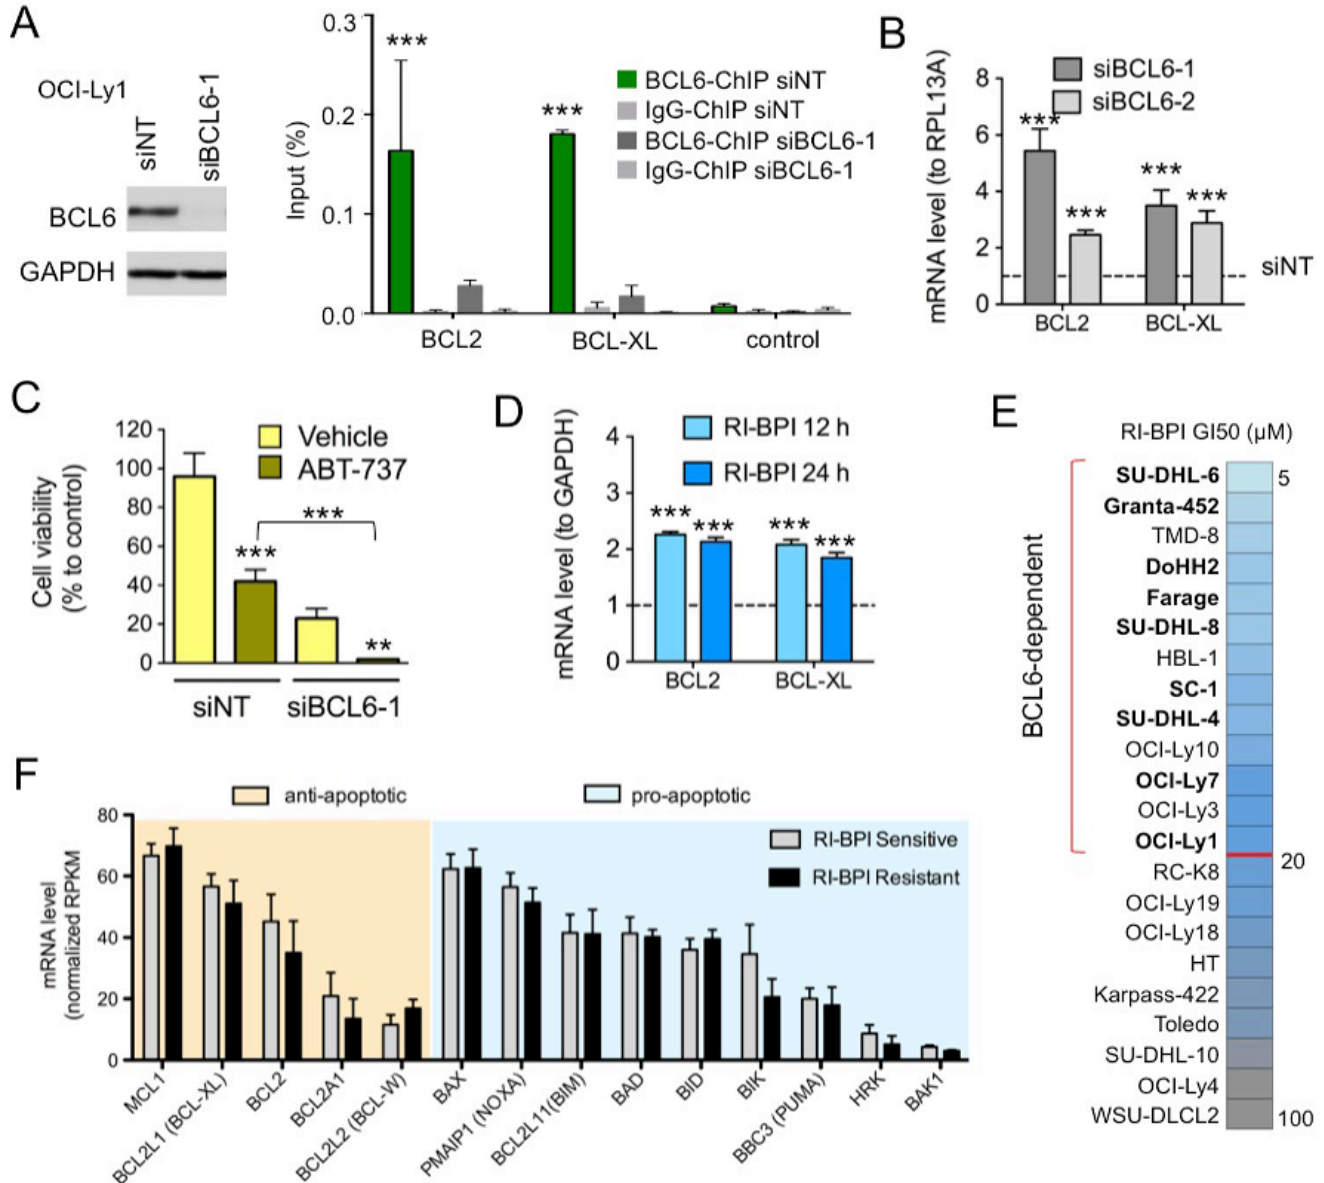 A
OCI-Ly1
siNT
siBCL6-1
BCL6
GAPDH
Input (%)
0.3
0.2
0.1
0.0
***
***
BCL6-ChIP siNT
IgG-ChIP siNT
BCL6-ChIP siBCL6-1
IgG-ChIP siBCL6-1
BCL2
BCL-XL
control
B
mRNA level (to RPL13A)
8
6
4
2
0
siBCL6-1
siBCL6-2
***
***
***
***
siNT
BCL2
BCL-XL
C
Cell viability
(% to control)
120
100
80
60
40
20
0
Vehicle
ABT-737
***
***
**
siNT
siBCL6-1
D
mRNA level (to GAPDH)
4
3
2
1
0
RI-BPI 12 h
RI-BPI 24 h
***
***
***
***
BCL2
BCL-XL
E
RI-BPI GI50 (µM)
BCL6-dependent
SU-DHL-6
Granta-452
TMD-8
DoHH2
Farage
SU-DHL-8
HBL-1
SC-1
SU-DHL-4
OCI-Ly10
OCI-Ly7
OCI-Ly3
OCI-Ly1
RC-K8
OCI-Ly19
OCI-Ly18
HT
Karpass-422
Toledo
SU-DHL-10
OCI-Ly4
WSU-DLCL2
5
20
100
F
anti-apoptotic
pro-apoptotic
mRNA level
(normalized RPKM
80
60
40
20
0
RI-BPI Sensitive
RI-BPI Resistant
MCL1
BCL2L1 (BCL-XL)
BCL2
BCL2A1
BCL2L2 (BCL-W)
BAX
PMAIP1 (NOXA)
BCL2L11(BIM)
BAD
BID
BIK
BBC3 (PUMA)
HRK
BAK1